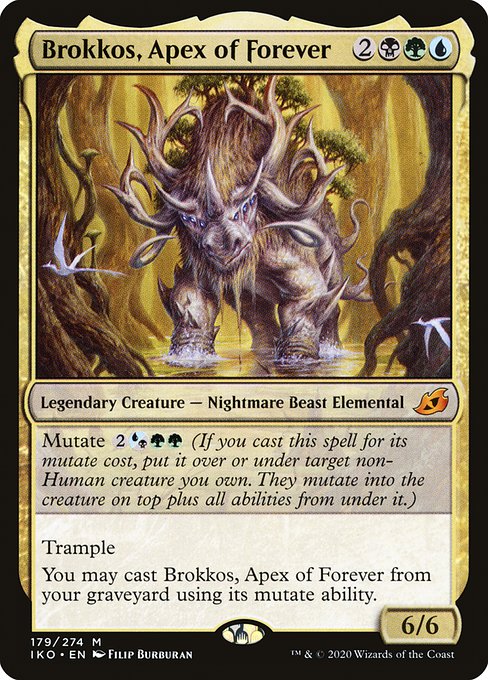 Brokkos, Apex of Forever 2
Legendary Creature — Nightmare Beast Elemental
Mutate 2 (If you cast this spell for its
mutate cost, put it over or under target non-
Human creature you own. They mutate into the
creature on top plus all abilities from under it.)
Trample
You may cast Brokkos, Apex of Forever from
your graveyard using its mutate ability.
6/6
179/274 M
IKO • EN Filip Burburan
™ & © 2020 Wizards of the Coast